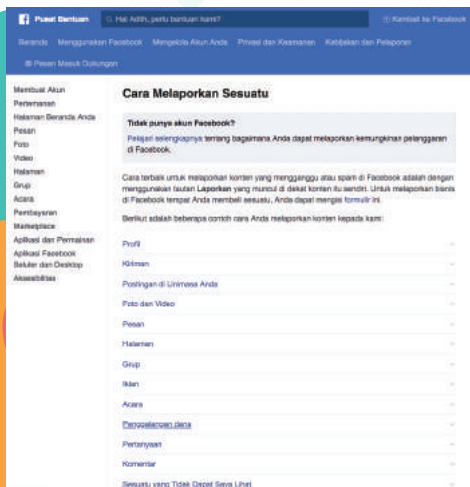 Pusat Bantuan
Hai Adith, perlu bantuan kami?
Kembali ke Facebook
Beranda Menggunakan Facebook Mengelola Akun Anda Privasi dan Keamanan Kebijakan dan Pelaporan
Pesan Masuk Dukungan
Membuat Akun
Pertemanan
Halaman Beranda Anda
Pesan
Foto
Video
Halaman
Grup
Acara
Pembayaran
Marketplace
Aplikasi dan Permainan
Aplikasi Facebook
Seluler dan Desktop
Aksesibilitas
Cara Melaporkan Sesuatu
Tidak punya akun Facebook?
Pelajari selengkapnya tentang bagaimana Anda dapat melaporkan kemungkinan pelanggaran
di Facebook.
Cara terbaik untuk melaporkan konten yang mengganggu atau spam di Facebook adalah dengan
menggunakan tautan Laporkan yang muncul di dekat konten itu sendiri. Untuk melaporkan bisnis
di Facebook tempat Anda membeli sesuatu, Anda dapat mengisi formulir ini.
Berikut adalah beberapa contoh cara Anda melaporkan konten kepada kami:
Profil
Kiriman
Postingan di Linimasa Anda
Foto dan Video
Pesan
Halaman
Grup
Iklan
Acara
Penggalangan dana
Pertanyaan
Komentar
Sesuatu yang Tidak Dapat Saya Lihat